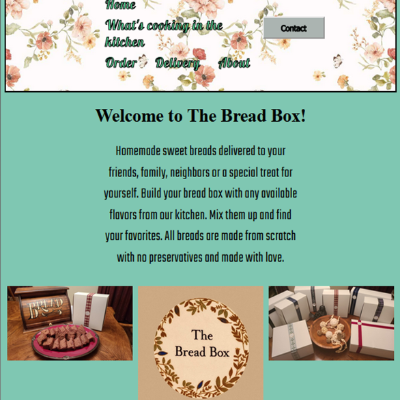 Home
What's cooking in the
kitchen
Contact
Order Delivery About
Welcome to The Bread Box!
Homemade sweet breads delivered to your
friends, family, neighbors or a special treat for
yourself. Build your bread box with any available
flavors from our kitchen. Mix them up and find
your favorites. All breads are made from scratch
with no preservatives and made with love.
BREAD
The
Bread Box